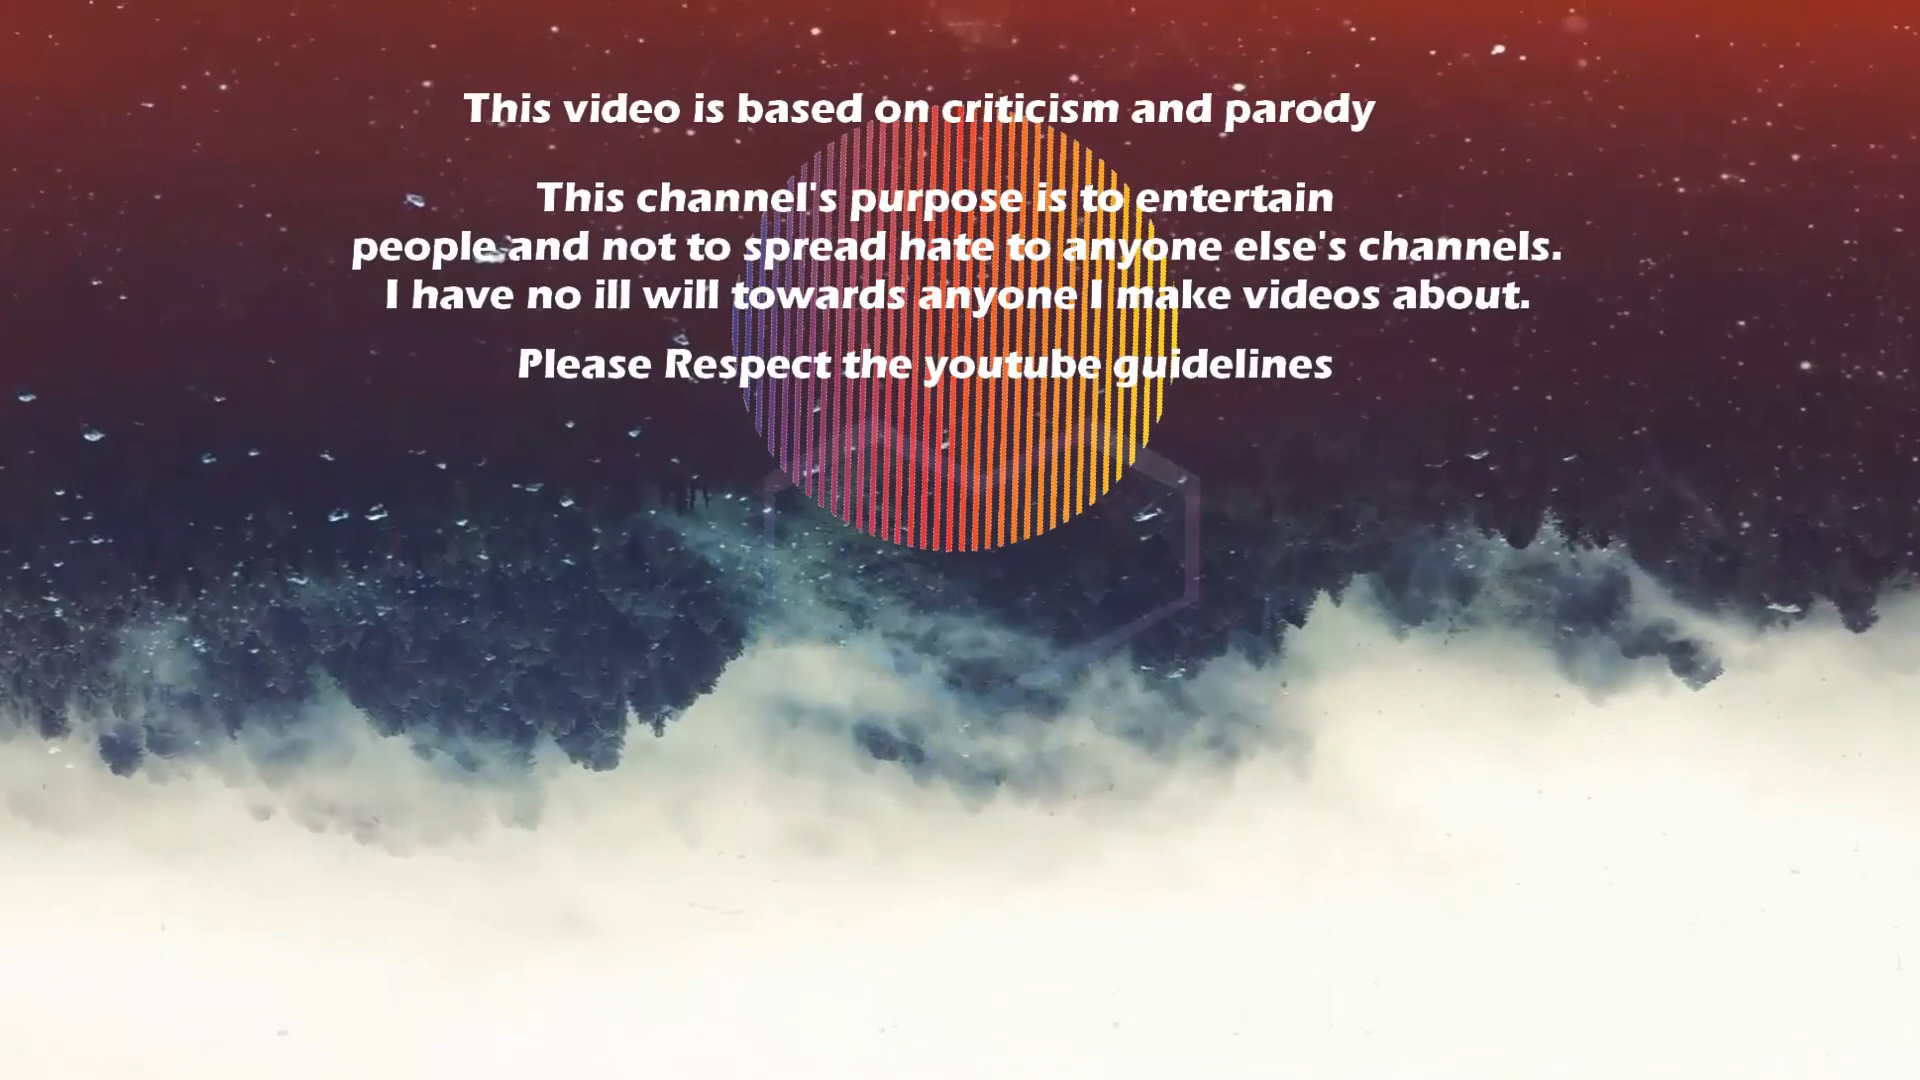 This video is based on criticism and parody
This channel's purpose is to entertain
people and not to spread hate to anyone else's channels.
I have no ill will towards anyone I make videos about.
Please Respect the youtube guidelines